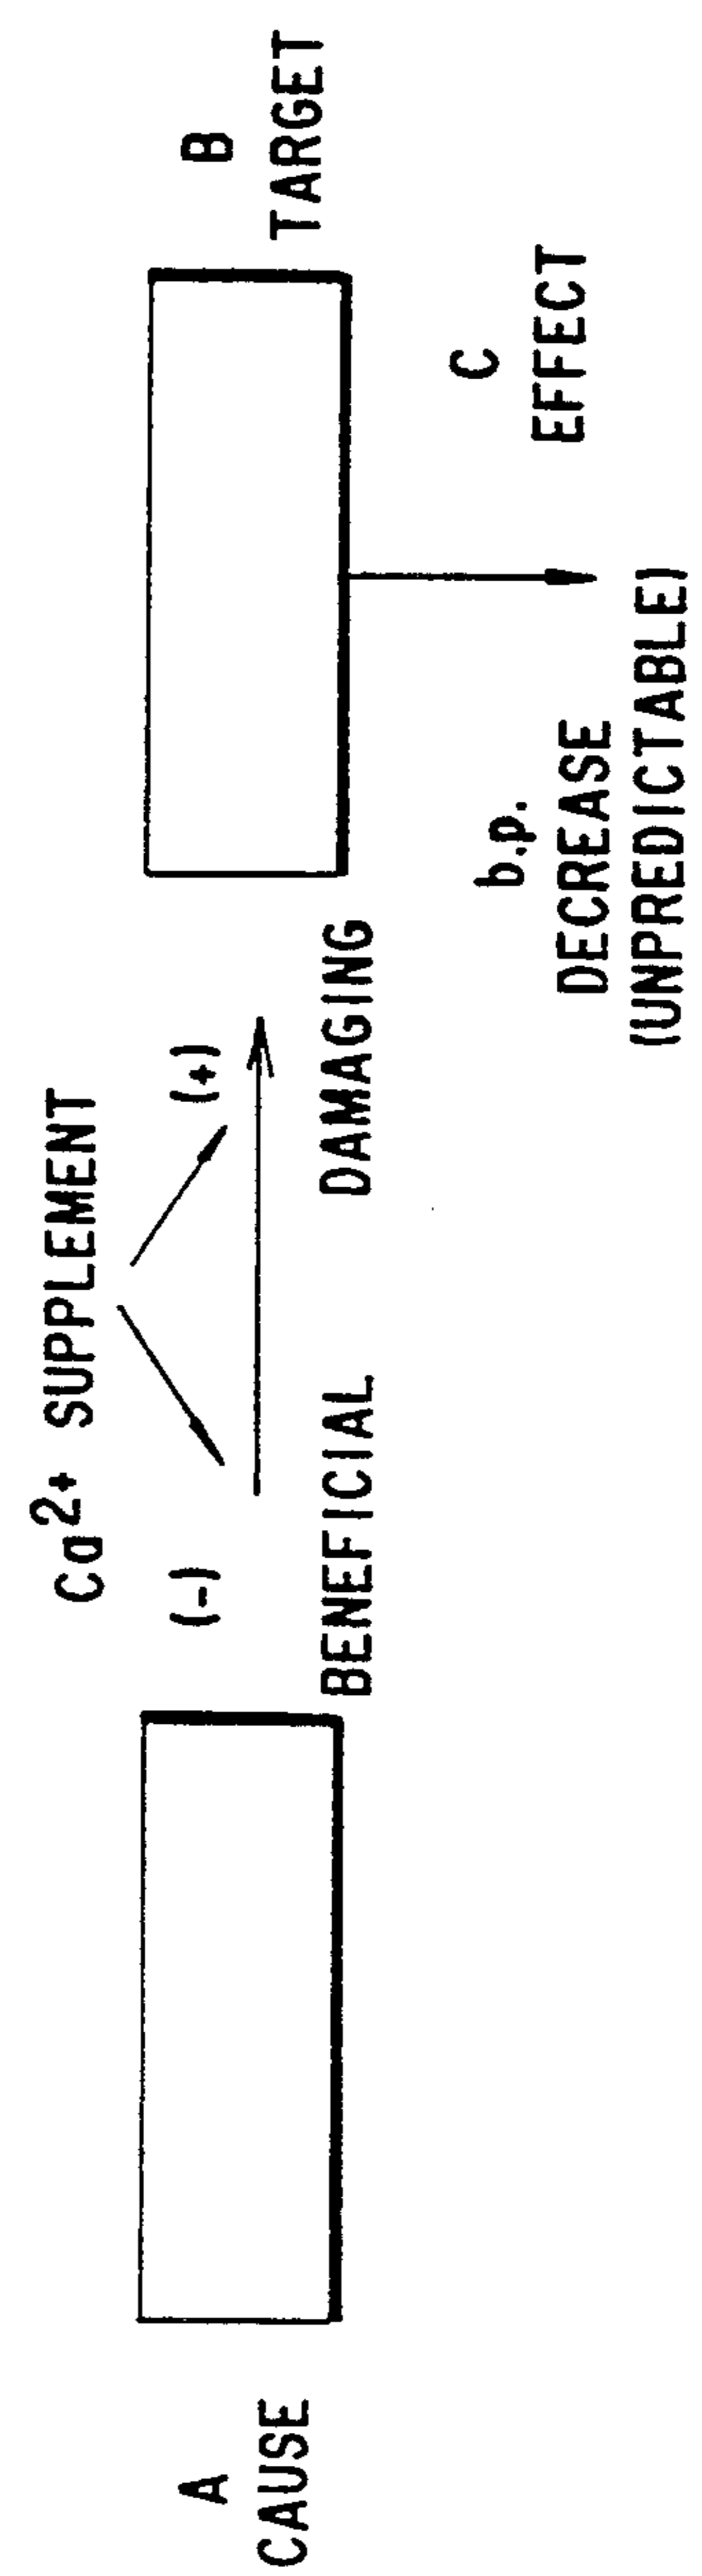 Ca2+ SUPPLEMENT
(-)
(+)
A
CAUSE
BENEFICIAL
DAMAGING
B
TARGET
b.p.
DECREASE
(UNPREDICTABLE)
C
EFFECT